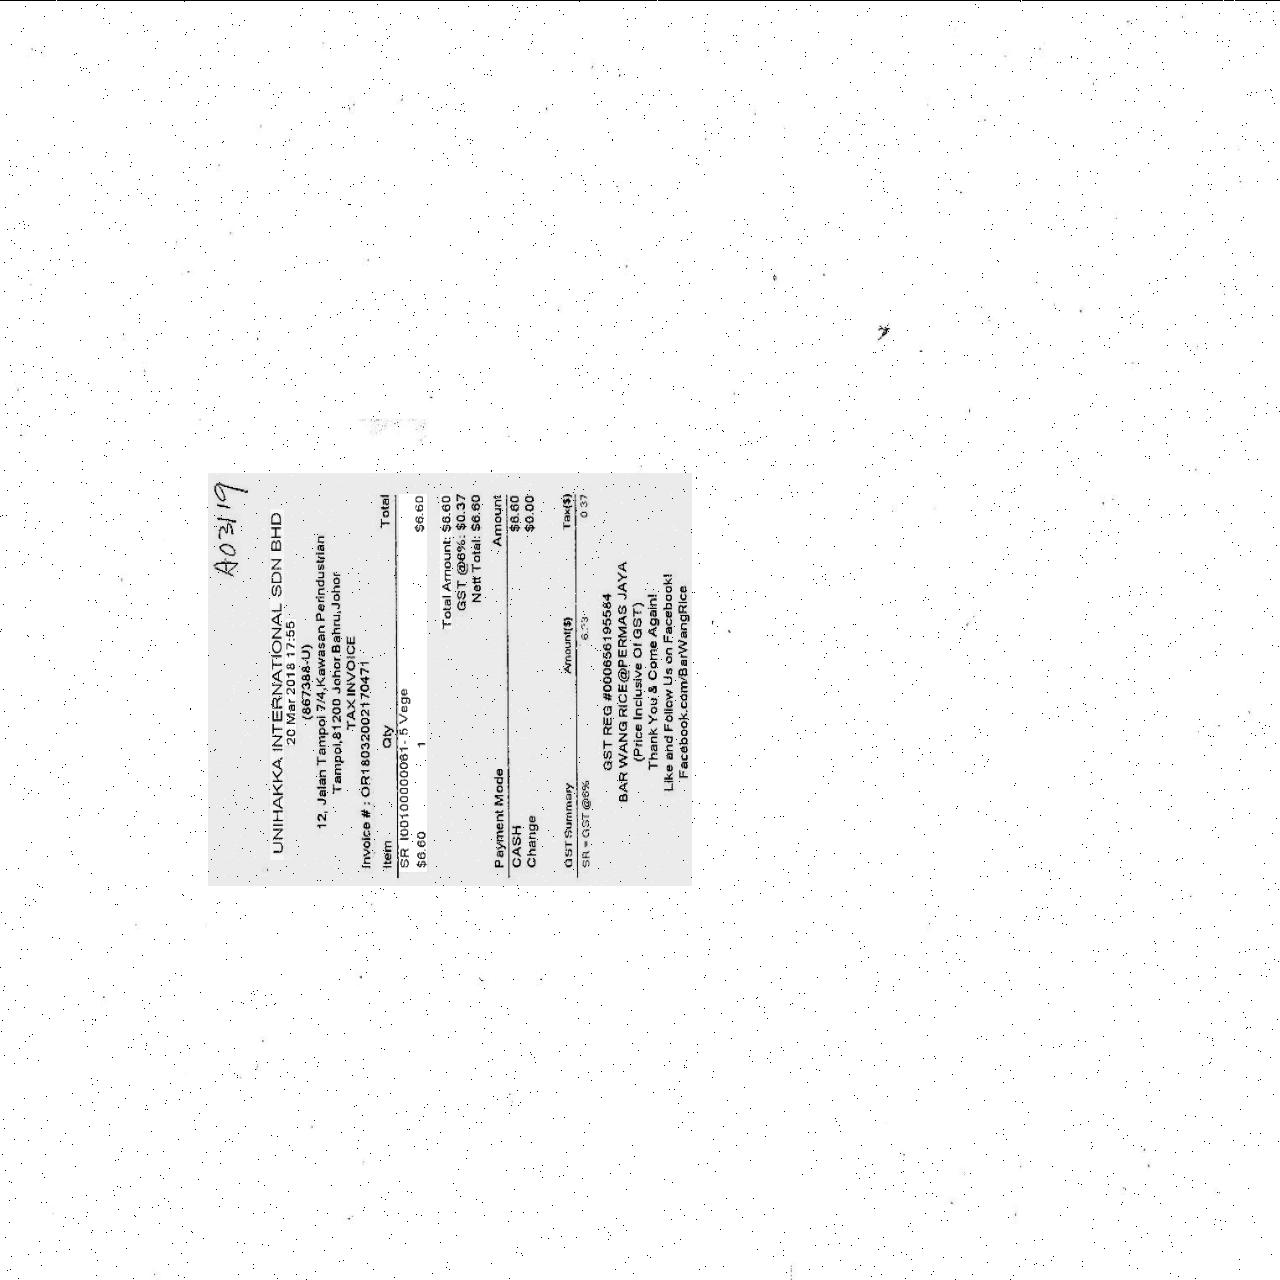 A03/19
UNIHAKKA INTERNATIONAL SDN BHD
20 Mar 2018 17:55
(867388-U)
12, Jalan Tampoi 7/4,Kawasan Perindustrian
Tampoi,81200 Johor Bahru,Johor
TAX INVOICE
Invoice # : OR18032002170471
Item Qty Total
SR I00100000061- 5 Vege
$6.60 1 $6.60
Total Amount: $6.60
GST @6%: $0.37
Nett Total: $6.60
Payment Mode Amount
CASH $6.60
Change $0.00
GST Summary Amount($) Tax($)
SR = GST @6% 6.23 0.37
GST REG #000656195584
BAR WANG RICE@PERMAS JAYA
(Price Inclusive Of GST)
Thank You & Come Again!
Like and Follow Us on Facebook!
Facebook.com/BarWangRice